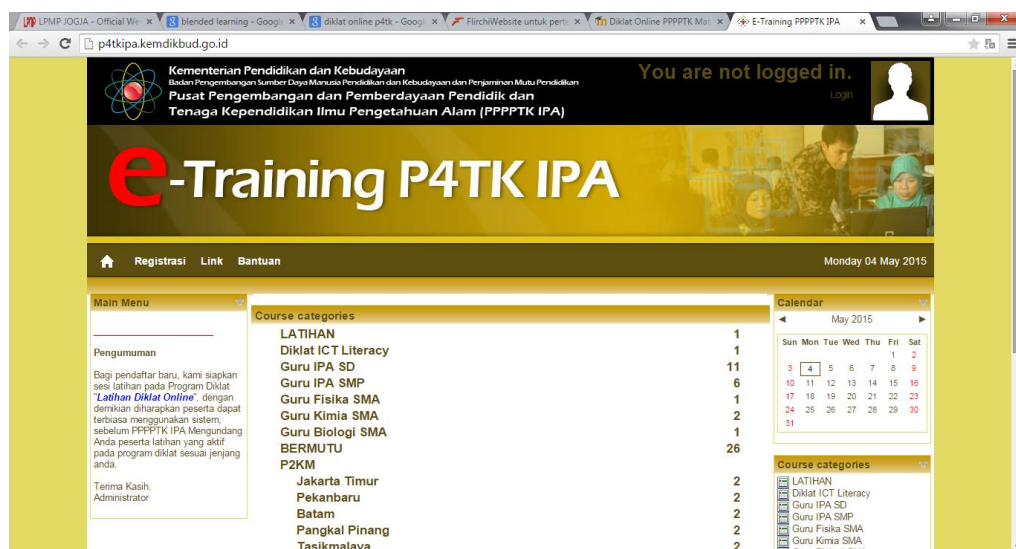 LPMP JOGJA - Official We
blended learning - Googl
diklat online p4tk - Googl
FlirchiWebsite untuk pert
Diklat Online PPPPTK Mat
E-Training PPPPTK IPA
p4tkipa.kemdikbud.go.id
Kementerian Pendidikan dan Kebudayaan
Badan Pengembangan Sumber Daya Manusia Pendidikan dan Kebudayaan dan Penjaminan Mutu Pendidikan
Pusat Pengembangan dan Pemberdayaan Pendidik dan
Tenaga Kependidikan Ilmu Pengetahuan Alam (PPPPTK IPA)
You are not logged in.
Login
e-Training P4TK IPA
Registrasi Link Bantuan
Monday 04 May 2015
Main Menu
Pengumuman
Bagi pendaftar baru, kami siapkan
sesi latihan pada Program Diklat
"Latihan Diklat Online", dengan
demikian diharapkan peserta dapat
terbiasa menggunakan sistem,
sebelum PPPPTK IPA Mengundang
Anda peserta latihan yang aktif
pada program diklat sesuai jenjang
anda.
Terima Kasih.
Administrator
Course categories
LATIHAN 1
Diklat ICT Literacy 1
Guru IPA SD 11
Guru IPA SMP 6
Guru Fisika SMA 1
Guru Kimia SMA 2
Guru Biologi SMA 1
BERMUTU 26
P2KM
Jakarta Timur 2
Pekanbaru 2
Batam 2
Pangkal Pinang 2
Tasikmalaya 2
Calendar
◄ May 2015 ►
Sun Mon Tue Wed Thu Fri Sat
1 2
3 4 5 6 7 8 9
10 11 12 13 14 15 16
17 18 19 20 21 22 23
24 25 26 27 28 29 30
31
Course categories
LATIHAN
Diklat ICT Literacy
Guru IPA SD
Guru IPA SMP
Guru Fisika SMA
Guru Kimia SMA